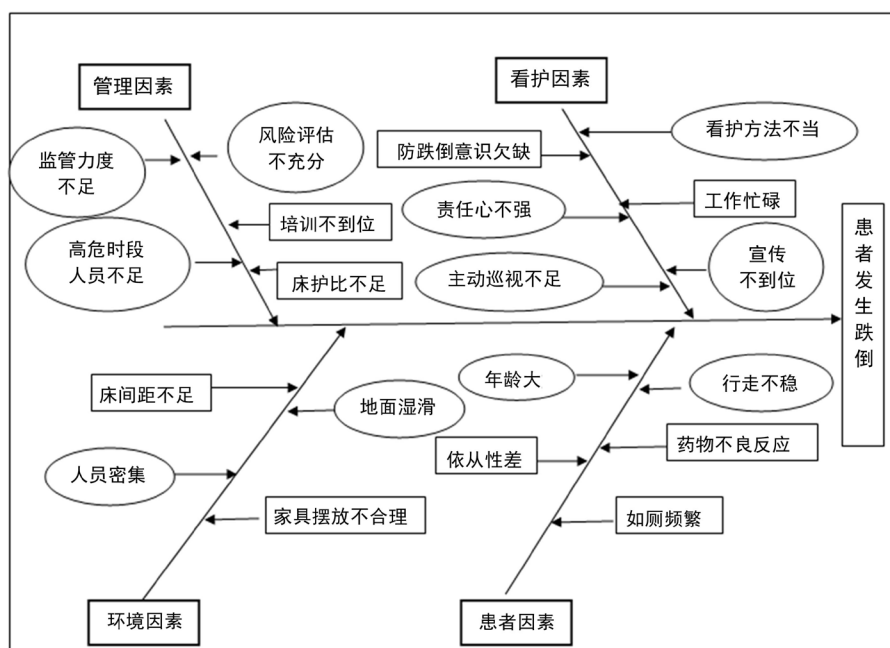 管理因素
看护因素
监管力度
不足
风险评估
不充分
看护方法不当
防跌倒意识欠缺
培训不到位
责任心不强
工作忙碌
高危时段
人员不足
床护比不足
主动巡视不足
宣传
不到位
患者发生跌倒
床间距不足
地面湿滑
年龄大
行走不稳
人员密集
依从性差
药物不良反应
家具摆放不合理
如厕频繁
环境因素
患者因素